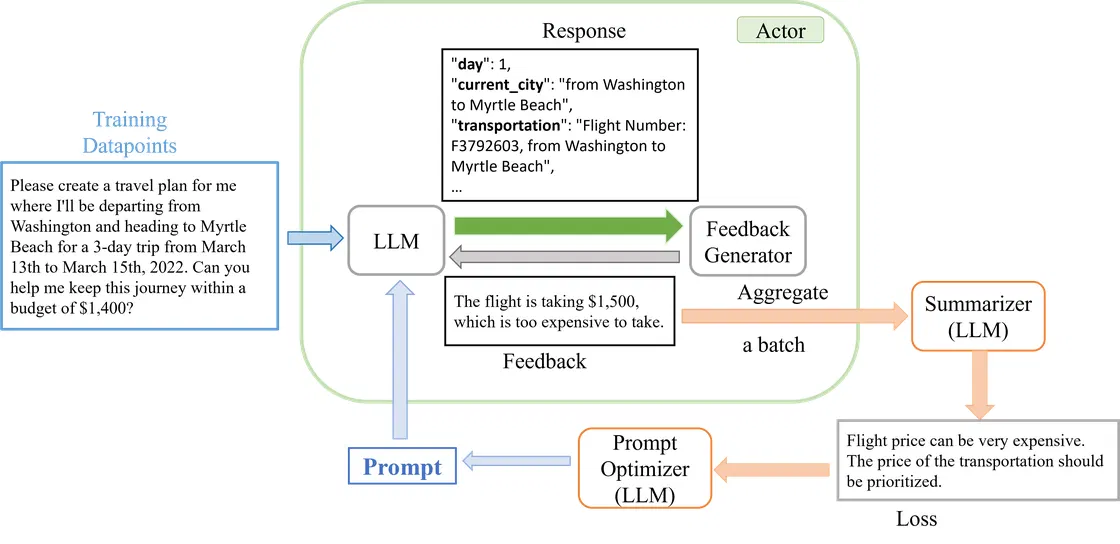 Response
Actor
"day": 1,
"current_city": "from Washington
to Myrtle Beach",
"transportation": "Flight Number:
F3792603, from Washington to
Myrtle Beach",
...
Training
Datapoints
Please create a travel plan for me
where I'll be departing from
Washington and heading to Myrtle
Beach for a 3-day trip from March
13th to March 15th, 2022. Can you
help me keep this journey within a
budget of $1,400?
LLM
Feedback
Generator
The flight is taking $1,500,
which is too expensive to take.
Feedback
Aggregate
a batch
Summarizer
(LLM)
Flight price can be very expensive.
The price of the transportation should
be prioritized.
Loss
Prompt
Optimizer
(LLM)
Prompt